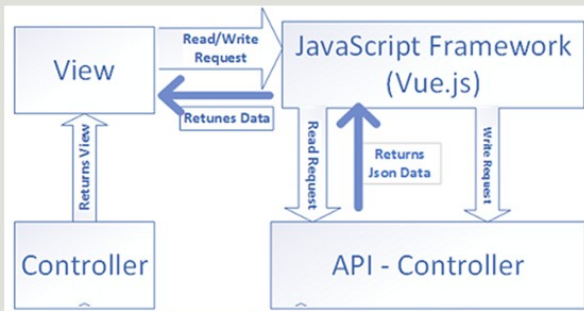 View
Read/Write
Request
JavaScript Framework
(Vue.js)
Retunes Data
Returns View
Read Request
Returns
Json Data
Write Request
Controller
API - Controller